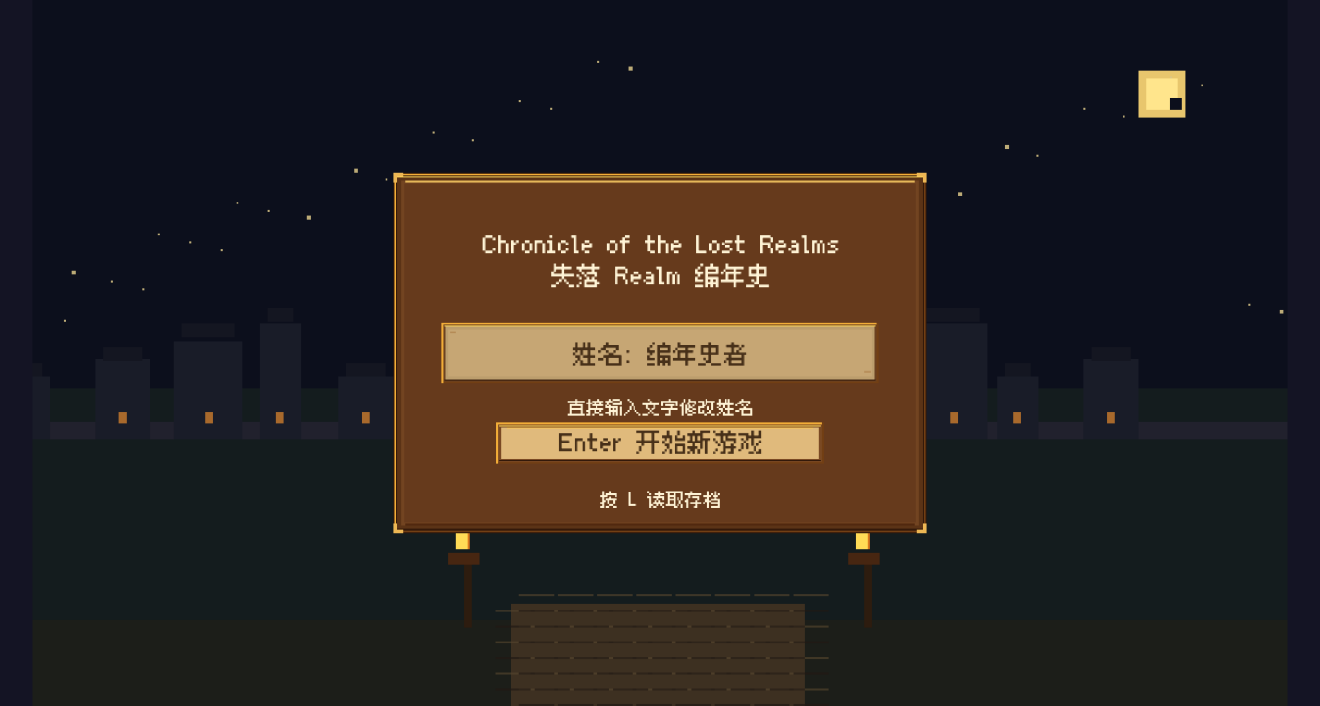 Chronicle of the Lost Realms
失落 Realm 编年史
姓名: 编年史者
直接输入文字修改姓名
Enter 开始新游戏
按 L 读取存档